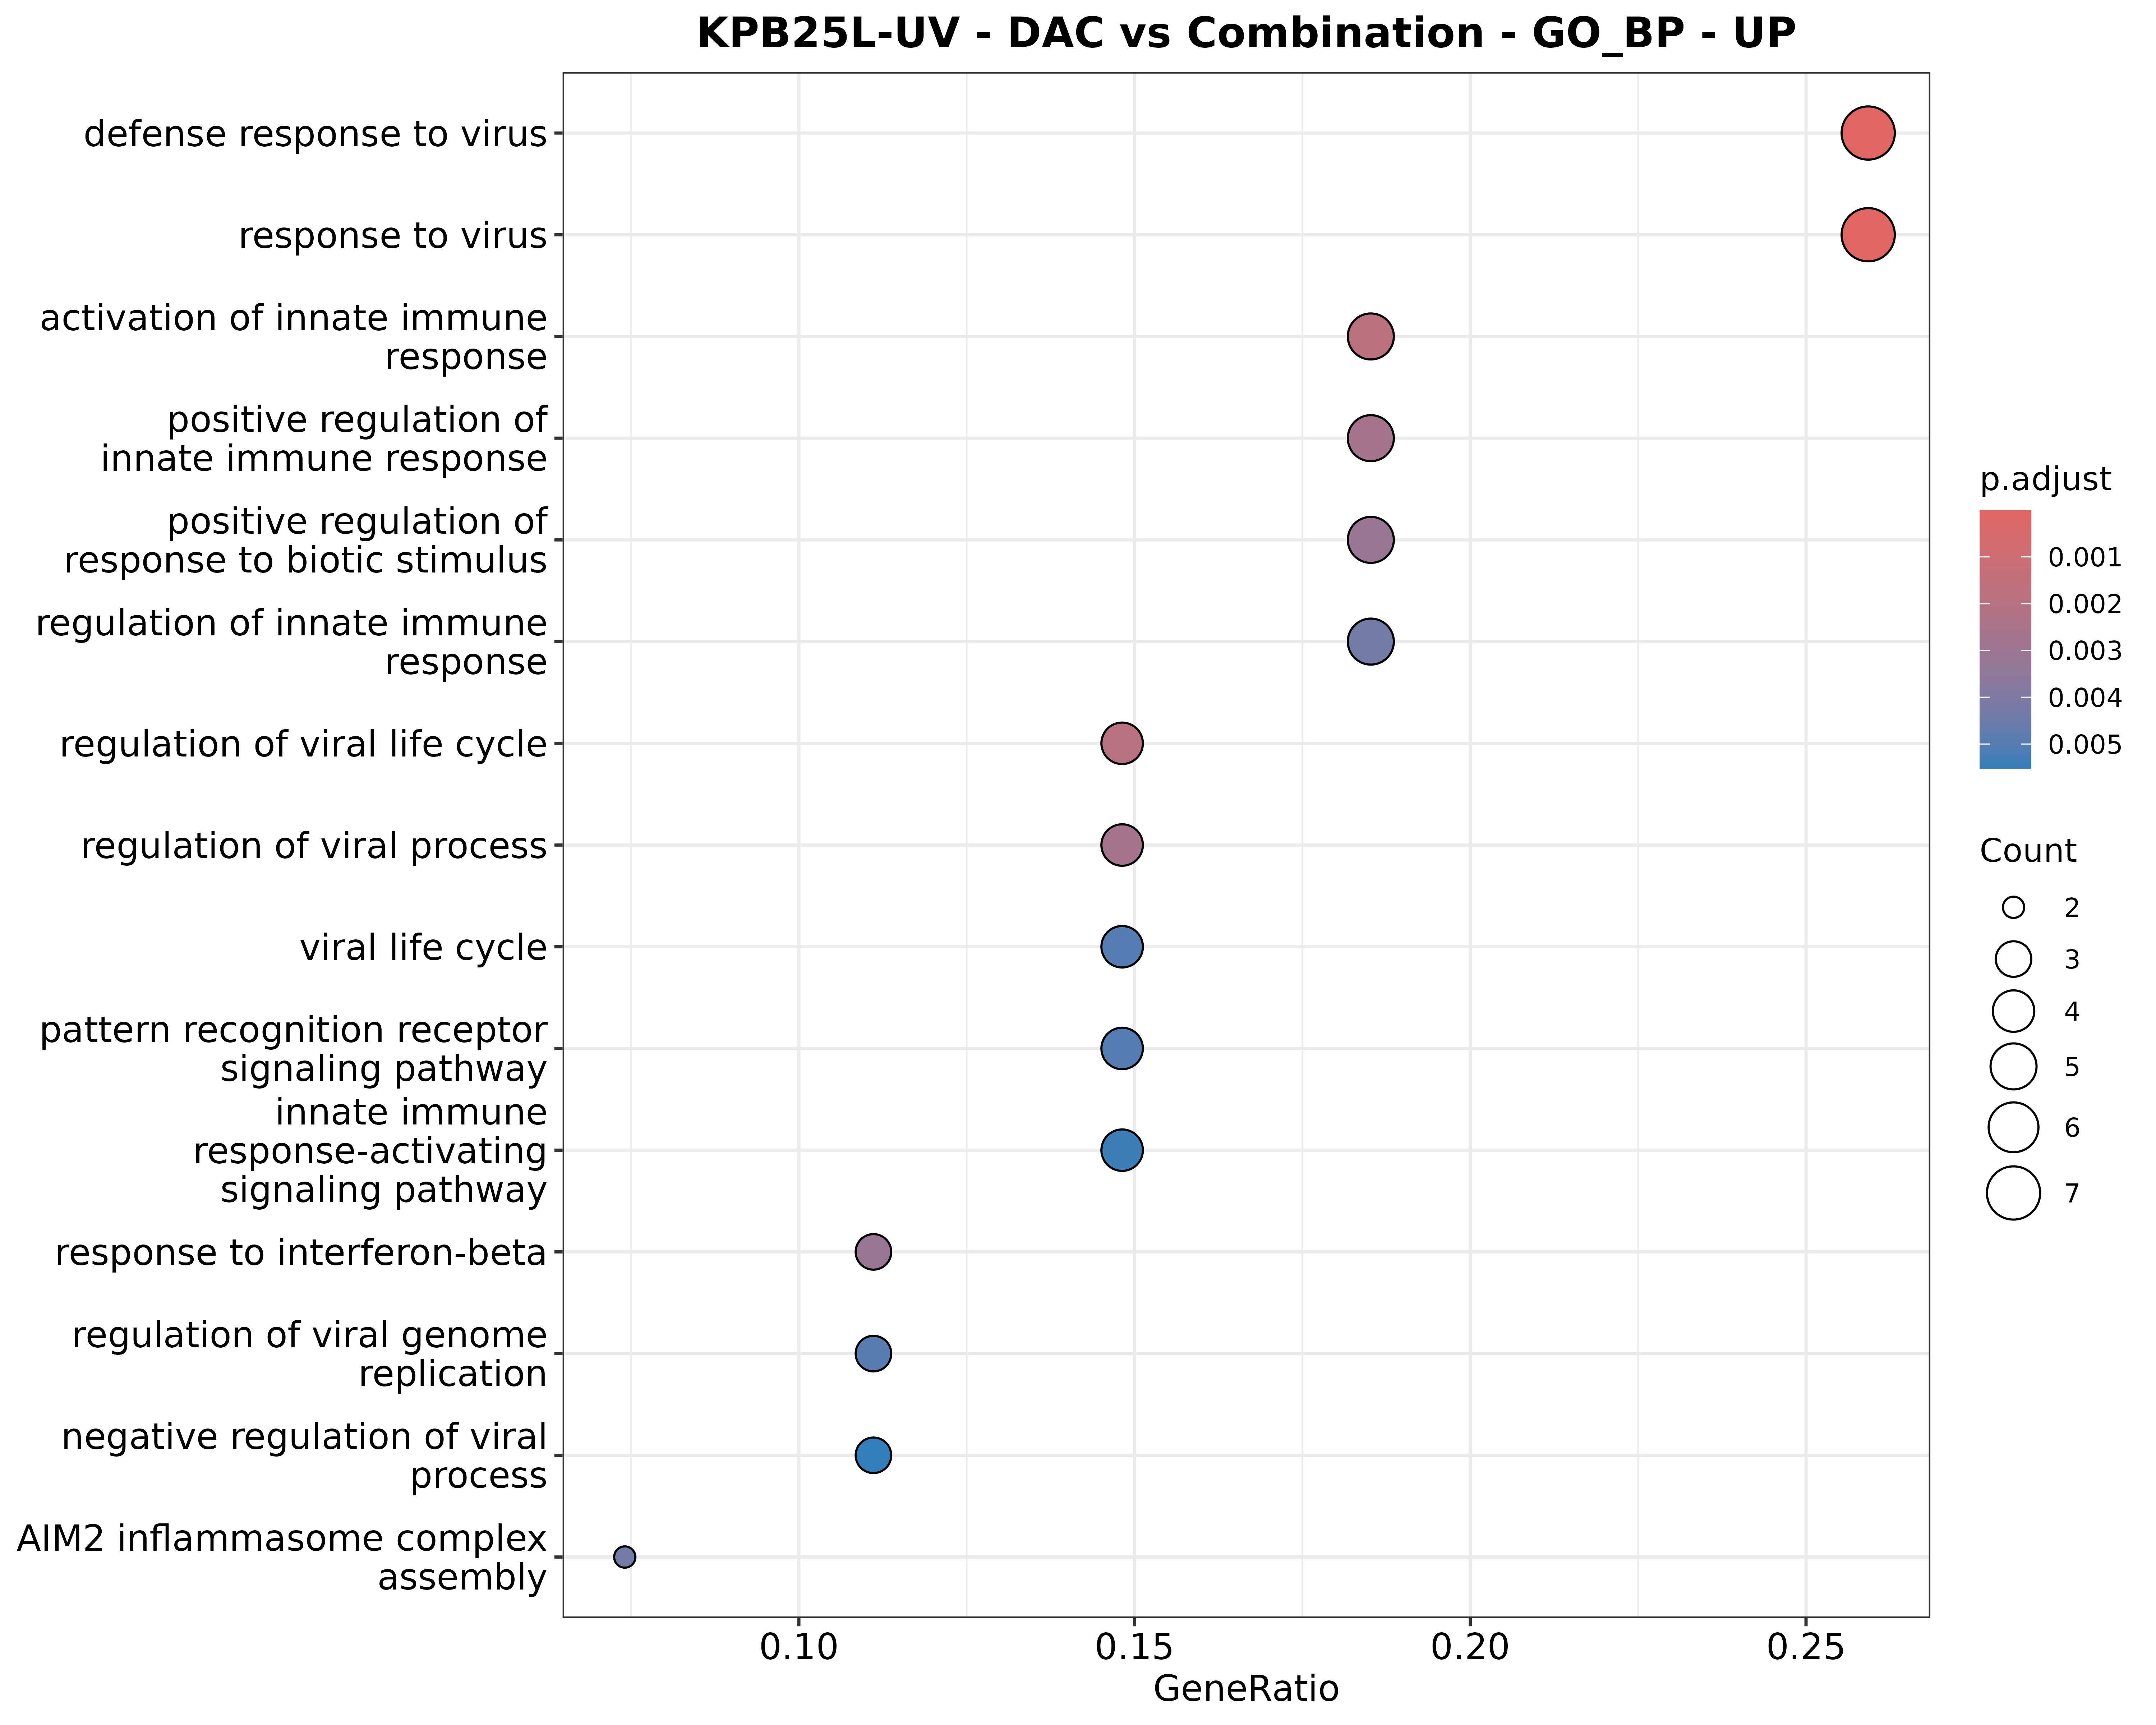 KPB25L-UV - DAC vs Combination - GO_BP - UP
defense response to virus
response to virus
activation of innate immune
response
positive regulation of
innate immune response
positive regulation of
response to biotic stimulus
regulation of innate immune
response
regulation of viral life cycle
regulation of viral process
viral life cycle
pattern recognition receptor
signaling pathway
innate immune
response-activating
signaling pathway
response to interferon-beta
regulation of viral genome
replication
negative regulation of viral
process
AIM2 inflammasome complex
assembly
0.10
0.15
0.20
0.25
GeneRatio
p.adjust
0.001
0.002
0.003
0.004
0.005
Count
2
3
4
5
6
7